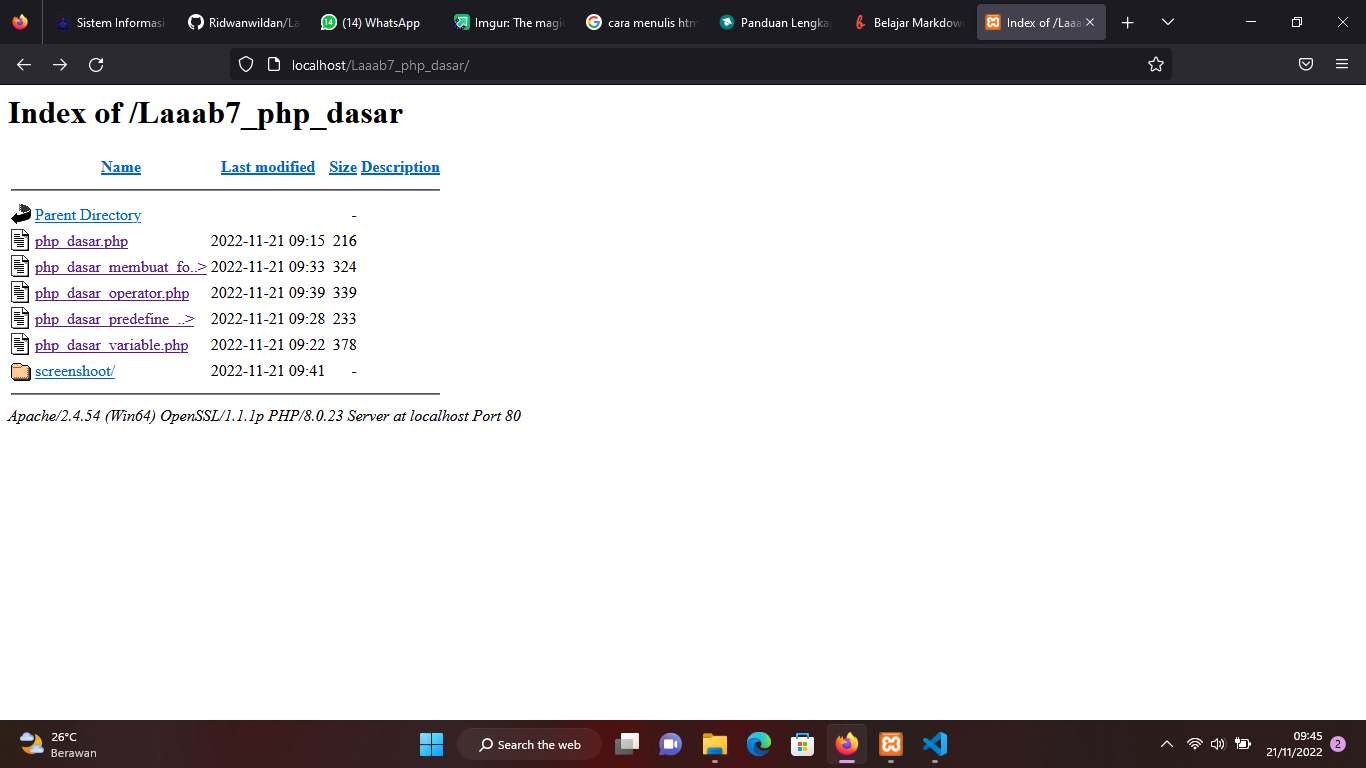 Sistem Informasi
Ridwanwildan/La
(14) WhatsApp
Imgur: The magic
cara menulis htm
Panduan Lengkap
Belajar Markdown
Index of /Laaab
localhost/Laaab7_php_dasar/
Index of /Laaab7_php_dasar
Name Last modified Size Description
Parent Directory -
php_dasar.php 2022-11-21 09:15 216
php_dasar_membuat_fo..> 2022-11-21 09:33 324
php_dasar_operator.php 2022-11-21 09:39 339
php_dasar_predefine_..> 2022-11-21 09:28 233
php_dasar_variable.php 2022-11-21 09:22 378
screenshoot/ 2022-11-21 09:41 -
Apache/2.4.54 (Win64) OpenSSL/1.1.1p PHP/8.0.23 Server at localhost Port 80
26°C
Berawan
Search the web
09:45
21/11/2022
2